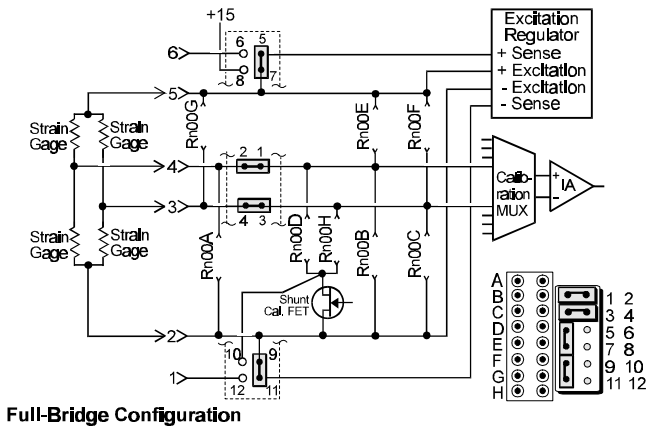 +15
Excitation
Regulator
+ Sense
+ Excitation
- Excitation
- Sense
6
6
5
8
7
5
Rn00G
Rn00E
Rn00F
Strain
Gage
Strain
Gage
4
2 1
Calib-
ration
MUX
+
-
IA
3
4 3
Strain
Gage
Strain
Gage
Rn00A
Rn00D
Rn00H
Rn00B
Rn00C
Shunt
Cal. FET
2
10 9
1
12 11
A
B
C
D
E
F
G
H
1 2
3 4
5 6
7 8
9 10
11 12
Full-Bridge Configuration